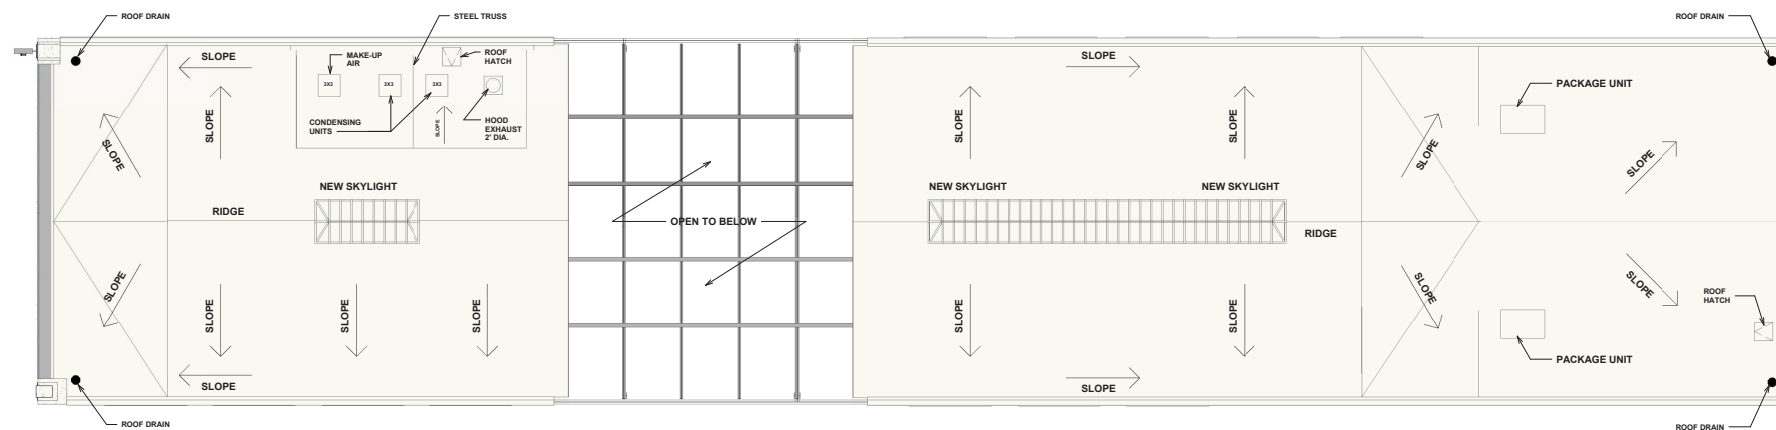 ROOF DRAIN
STEEL TRUSS
ROOF DRAIN
SLOPE
MAKE-UP
AIR
ROOF
HATCH
SLOPE
3X3
3X3
3X3
PACKAGE UNIT
CONDENSING
UNITS
SLOPE
HOOD
EXHAUST
2' DIA.
SLOPE
SLOPE
SLOPE
SLOPE
SLOPE
SLOPE
NEW SKYLIGHT
NEW SKYLIGHT
NEW SKYLIGHT
RIDGE
OPEN TO BELOW
RIDGE
SLOPE
SLOPE
SLOPE
SLOPE
SLOPE
SLOPE
SLOPE
SLOPE
ROOF
HATCH
PACKAGE UNIT
SLOPE
SLOPE
ROOF DRAIN
ROOF DRAIN